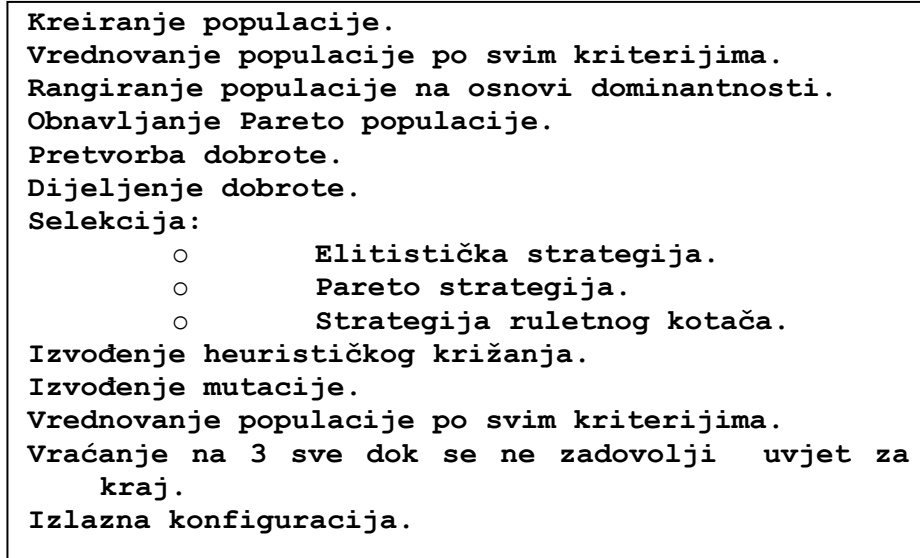 Kreiranje populacije.
Vrednovanje populacije po svim kriterijima.
Rangiranje populacije na osnovi dominantnosti.
Obnavljanje Pareto populacije.
Pretvorba dobrote.
Dijeljenje dobrote.
Selekcija:
o Elitistička strategija.
o Pareto strategija.
o Strategija ruletnog kotača.
Izvođenje heurističkog križanja.
Izvođenje mutacije.
Vrednovanje populacije po svim kriterijima.
Vraćanje na 3 sve dok se ne zadovolji uvjet za
kraj.
Izlazna konfiguracija.